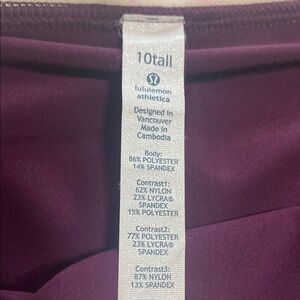 10tall
lululemon
athletica
Designed in
Vancouver
Made in
Cambodia
Body:
86% POLYESTER
14% SPANDEX
Contrast1:
62% NYLON
23% LYCRA®
SPANDEX
15% POLYESTER
Contrast2:
77% POLYESTER
23% LYCRA®
SPANDEX
Contrast3:
87% NYLON
13% SPANDEX